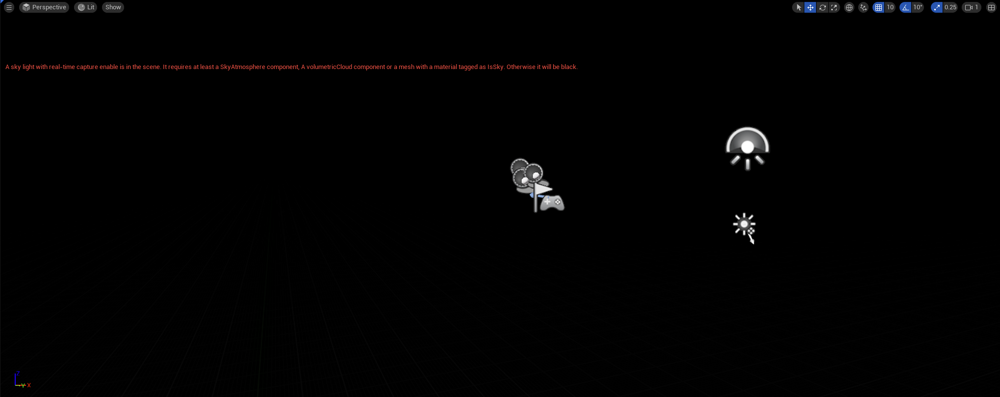 Perspective Lit Show 10 10° 0.25 1
A sky light with real-time capture enable is in the scene. It requires at least a SkyAtmosphere component, A volumetricCloud component or a mesh with a material tagged as IsSky. Otherwise it will be black.
Z
Y X